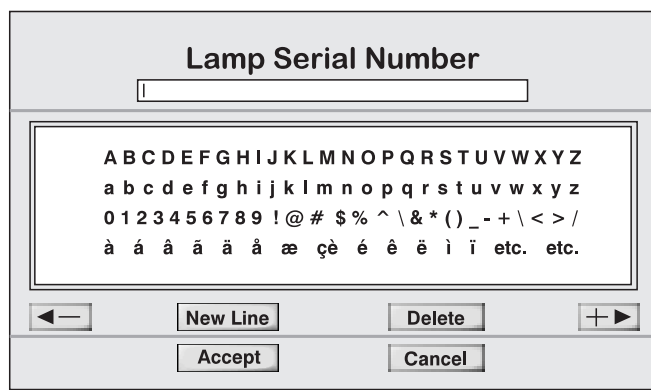 Lamp Serial Number
A B C D E F G H I J K L M N O P Q R S T U V W X Y Z
a b c d e f g h i j k l m n o p q r s t u v w x y z
0 1 2 3 4 5 6 7 8 9 ! @ # $ % ^ \ & * ( ) _ - + \ < > /
à á â ã ä å æ çè é ê ë ì ï etc. etc.
◄— New Line Delete +►
Accept Cancel